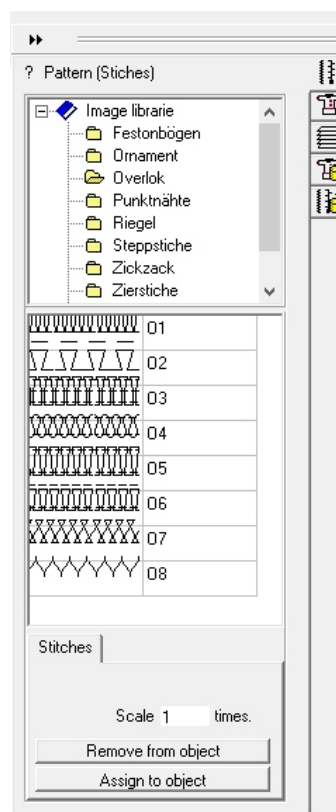 ? Pattern (Stiches)
Image librarie
Festonbögen
Ornament
Overlok
Punktnähte
Riegel
Steppstiche
Zickzack
Zierstiche
01
02
03
04
05
06
07
08
Stitches
Scale 1 times.
Remove from object
Assign to object